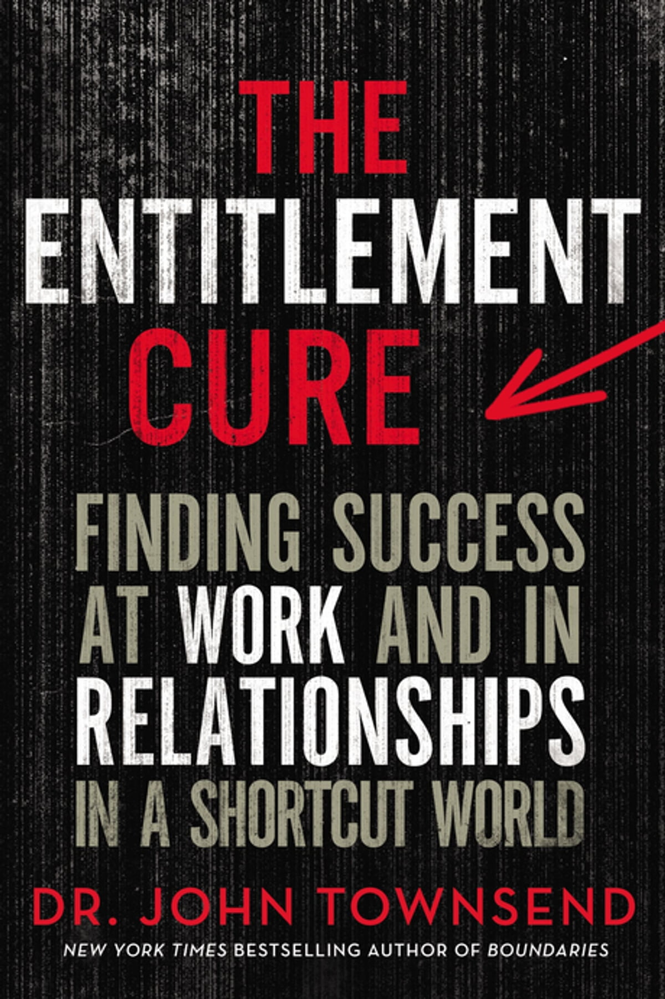 THE
ENTITLEMENT
CURE
FINDING SUCCESS
AT WORK AND IN
RELATIONSHIPS
IN A SHORTCUT WORLD
DR. JOHN TOWNSEND
NEW YORK TIMES BESTSELLING AUTHOR OF BOUNDARIES